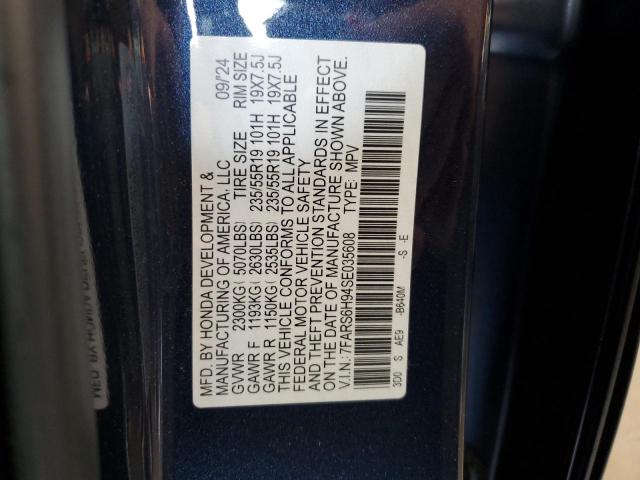 MFD. BY HONDA DEVELOPMENT & 09/24
MANUFACTURING OF AMERICA, LLC
GVWR 2300KG (5070LBS) TIRE SIZE RIM SIZE
GAWR F 1193KG (2630LBS) 235/55R19 101H 19X7.5J
GAWR R 1150KG (2535LBS) 235/55R19 101H 19X7.5J
THIS VEHICLE CONFORMS TO ALL APPLICABLE
FEDERAL MOTOR VEHICLE SAFETY
AND THEFT PREVENTION STANDARDS IN EFFECT
ON THE DATE OF MANUFACTURE SHOWN ABOVE.
V.I.N.: 7FARS6H94SE035608 TYPE: MPV
3D0 S AE9 -B640M -S -E